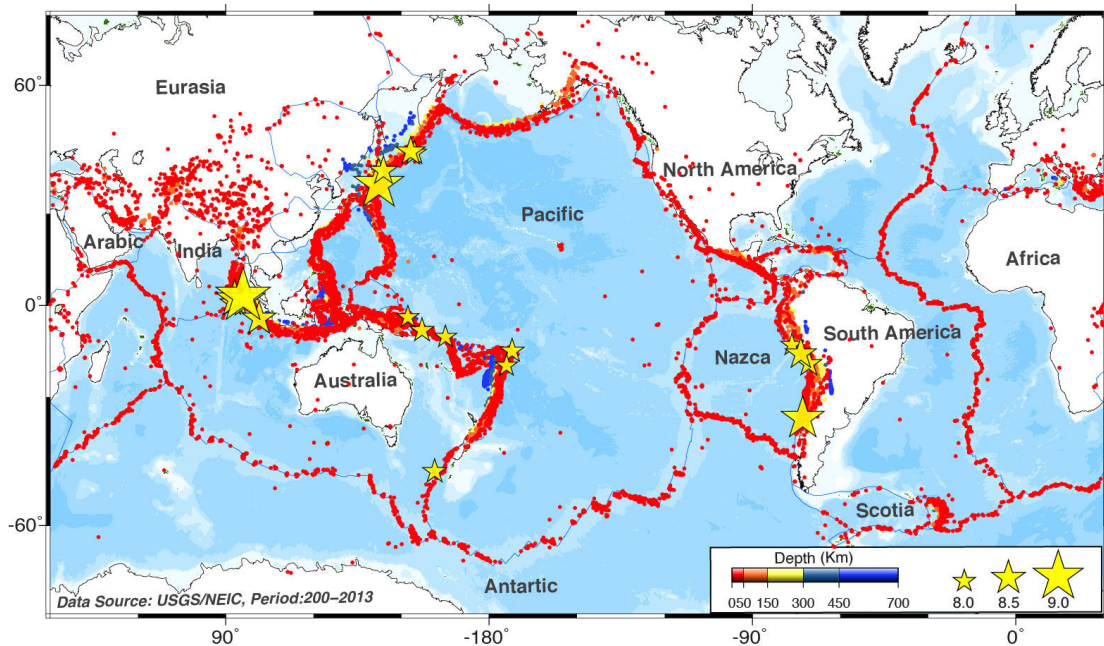 60°
0°
-60°
Eurasia
North America
Pacific
Arabic
India
Africa
South America
Nazca
Australia
Scotia
Antartic
Data Source: USGS/NEIC, Period:200–2013
Depth (Km)
050 150 300 450 700
8.0 8.5 9.0
90° -180° -90° 0°